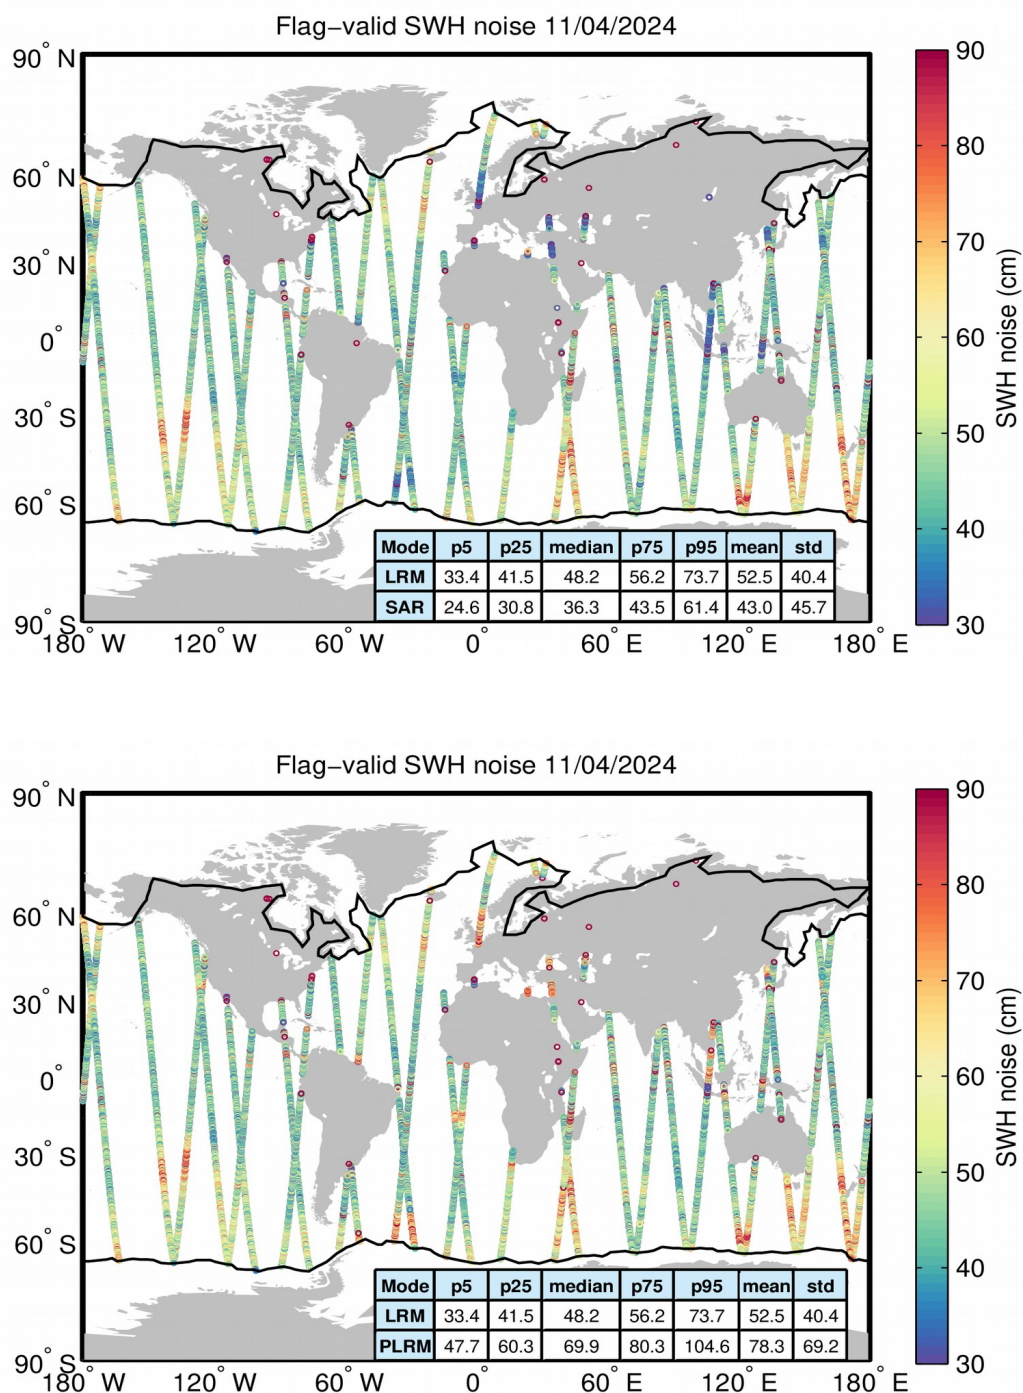 Flag−valid SWH noise 11/04/2024
90° N
60° N
30° N
0°
30° S
60° S
90° S
180° W
120° W
60° W
0°
60° E
120° E
180° E
Mode p5 p25 median p75 p95 mean std
LRM 33.4 41.5 48.2 56.2 73.7 52.5 40.4
SAR 24.6 30.8 36.3 43.5 61.4 43.0 45.7
90
80
70
60
50
40
30
SWH noise (cm)
Flag−valid SWH noise 11/04/2024
90° N
60° N
30° N
0°
30° S
60° S
90° S
180° W
120° W
60° W
0°
60° E
120° E
180° E
Mode p5 p25 median p75 p95 mean std
LRM 33.4 41.5 48.2 56.2 73.7 52.5 40.4
PLRM 47.7 60.3 69.9 80.3 104.6 78.3 69.2
90
80
70
60
50
40
30
SWH noise (cm)